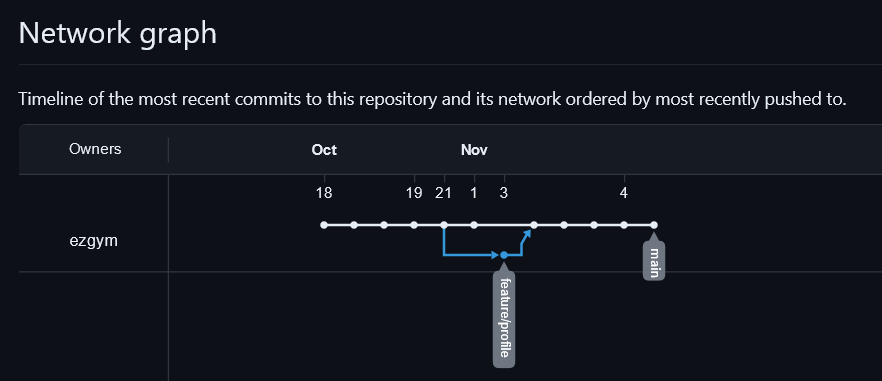 Network graph
Timeline of the most recent commits to this repository and its network ordered by most recently pushed to.
Owners Oct Nov
18 19 21 1 3 4
ezgym
main
feature/profile